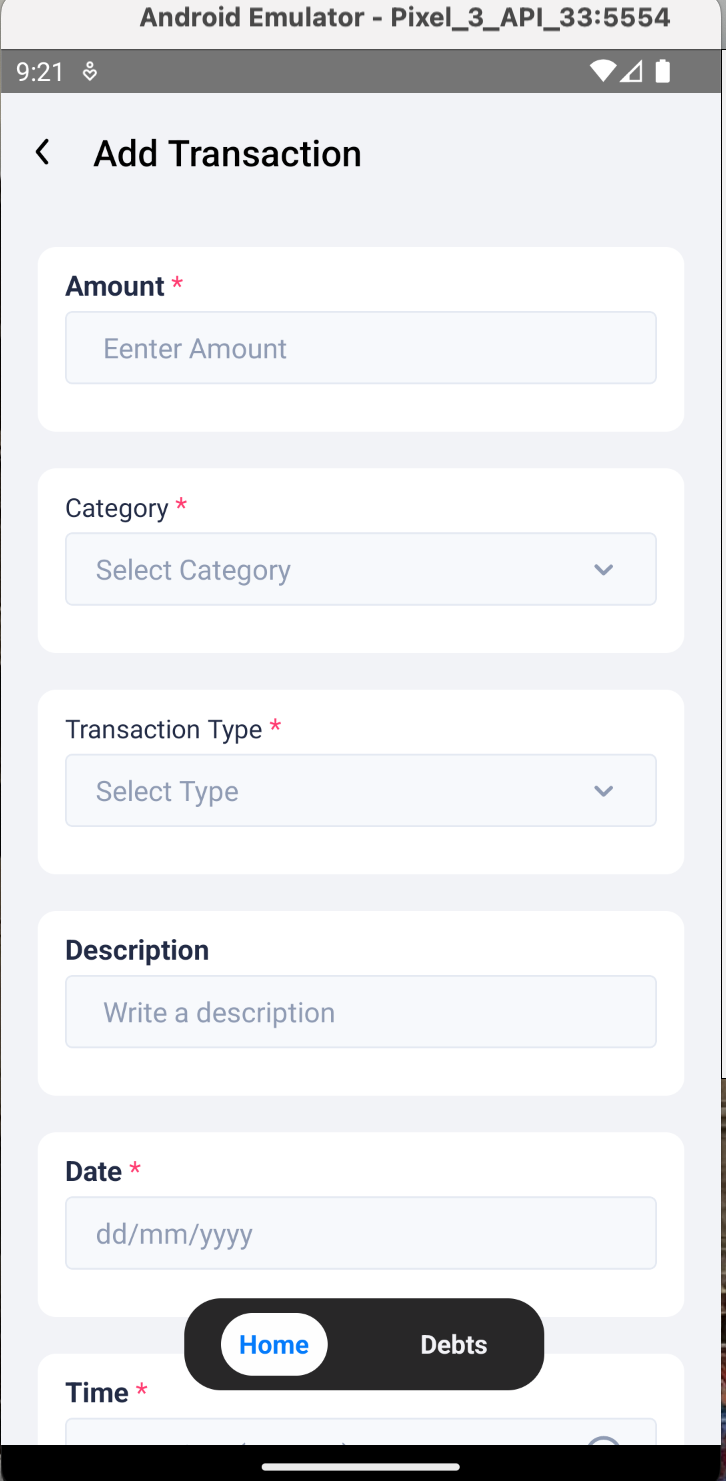 Android Emulator - Pixel_3_API_33:5554
9:21
Add Transaction
Amount *
Eenter Amount
Category *
Select Category
Transaction Type *
Select Type
Description
Write a description
Date *
dd/mm/yyyy
Home Debts
Time *